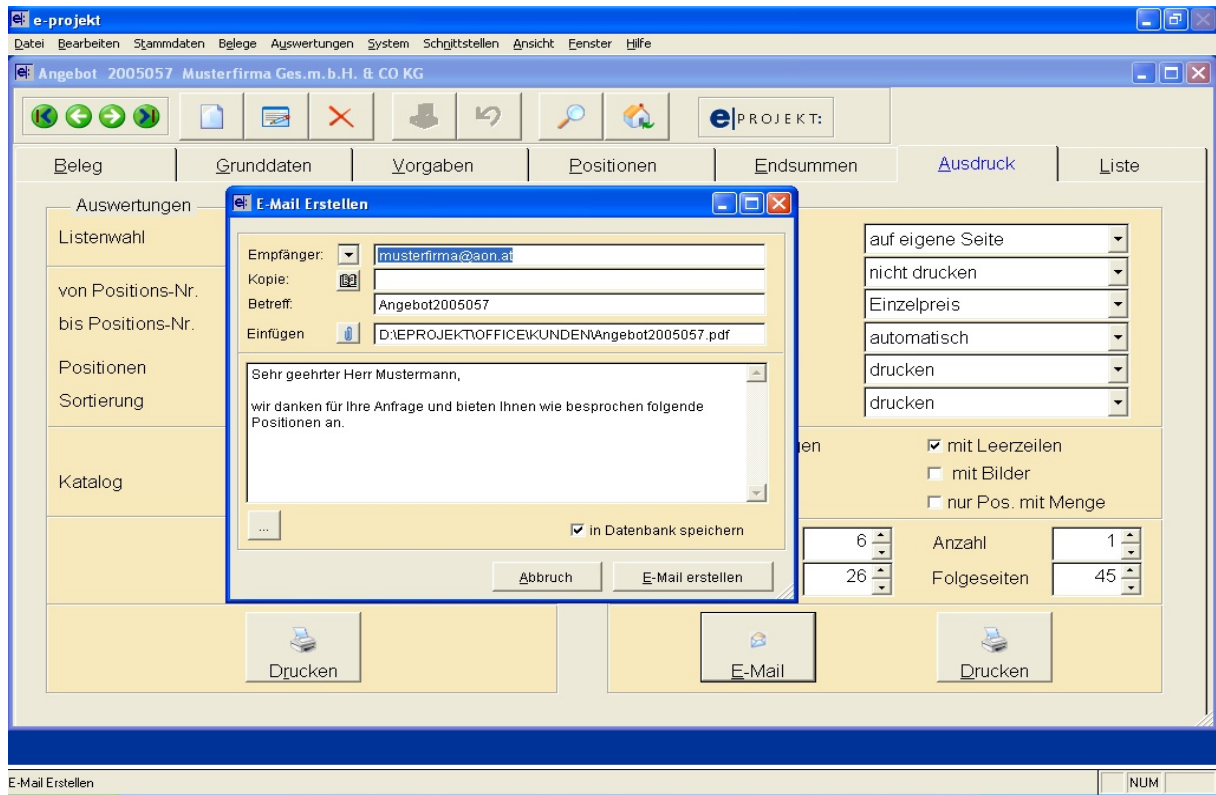 e-projekt
Datei Bearbeiten Stammdaten Belege Auswertungen System Schnittstellen Ansicht Fenster Hilfe
Angebot 2005057 Musterfirma Ges.m.b.H. & CO KG
e PROJEKT:
Beleg Grunddaten Vorgaben Positionen Endsummen Ausdruck Liste
Auswertungen
Listenwahl
von Positions-Nr.
bis Positions-Nr.
Positionen
Sortierung
Katalog
E-Mail Erstellen
Empfänger: musterfirma@aon.at
Kopie:
Betreff: Angebot2005057
Einfügen D:\EPROJEKT\OFFICE\KUNDEN\Angebot2005057.pdf
Sehr geehrter Herr Mustermann,
wir danken für Ihre Anfrage und bieten Ihnen wie besprochen folgende
Positionen an.
...
in Datenbank speichern
Abbruch E-Mail erstellen
auf eigene Seite
nicht drucken
Einzelpreis
automatisch
drucken
drucken
mit Leerzeilen
mit Bilder
nur Pos. mit Menge
6 Anzahl 1
26 Folgeseiten 45
Drucken E-Mail Drucken
E-Mail Erstellen NUM